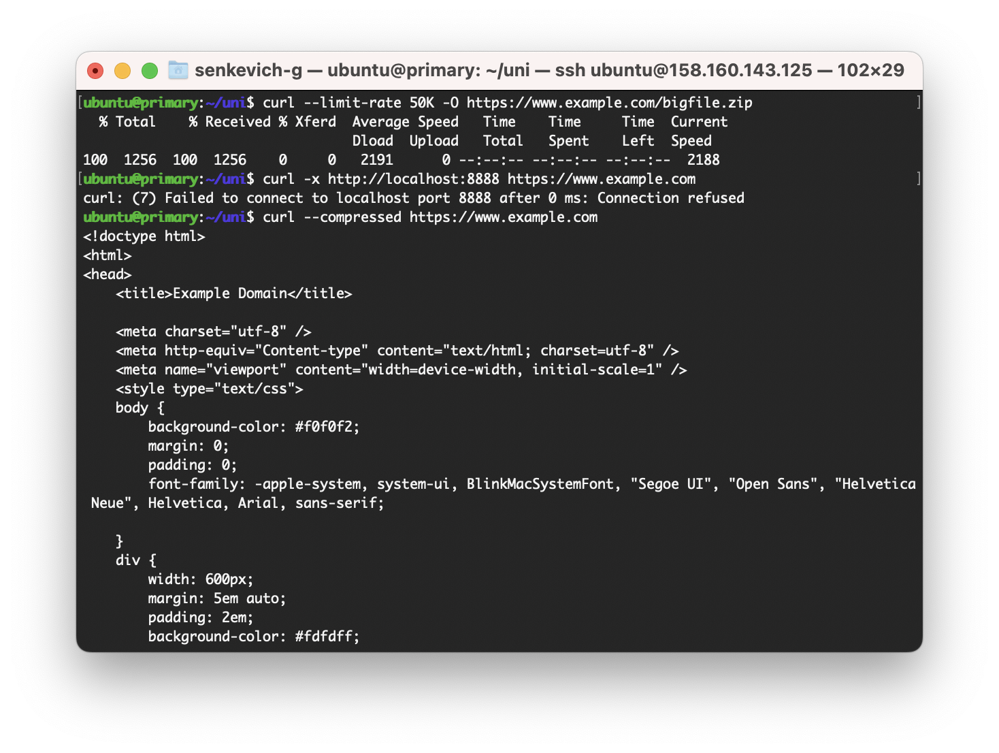 senkevich-g — ubuntu@primary: ~/uni — ssh ubuntu@158.160.143.125 — 102×29
[ubuntu@primary:~/uni$ curl --limit-rate 50K -O https://www.example.com/bigfile.zip ]
  % Total    % Received % Xferd  Average Speed   Time    Time     Time  Current
                                 Dload  Upload   Total   Spent    Left  Speed
100  1256  100  1256    0     0   2191      0 --:--:-- --:--:-- --:--:--  2188
[ubuntu@primary:~/uni$ curl -x http://localhost:8888 https://www.example.com ]
curl: (7) Failed to connect to localhost port 8888 after 0 ms: Connection refused
ubuntu@primary:~/uni$ curl --compressed https://www.example.com
<!doctype html>
<html>
<head>
    <title>Example Domain</title>

    <meta charset="utf-8" />
    <meta http-equiv="Content-type" content="text/html; charset=utf-8" />
    <meta name="viewport" content="width=device-width, initial-scale=1" />
    <style type="text/css">
    body {
        background-color: #f0f0f2;
        margin: 0;
        padding: 0;
        font-family: -apple-system, system-ui, BlinkMacSystemFont, "Segoe UI", "Open Sans", "Helvetica
 Neue", Helvetica, Arial, sans-serif;

    }
    div {
        width: 600px;
        margin: 5em auto;
        padding: 2em;
        background-color: #fdfdff;